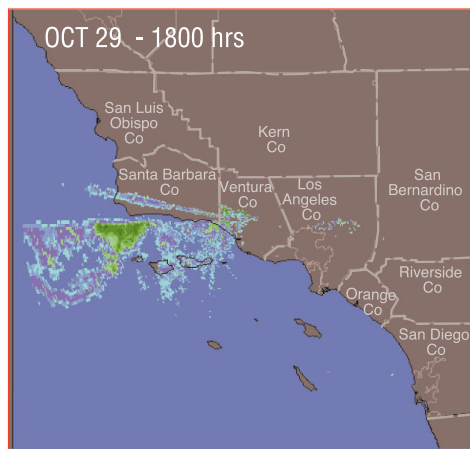 OCT 29 - 1800 hrs
San Luis
Obispo
Co
Kern
Co
Santa Barbara
Co
Ventura
Co
Los
Angeles
Co
San
Bernardino
Co
Riverside
Co
Orange
Co
San Diego
Co